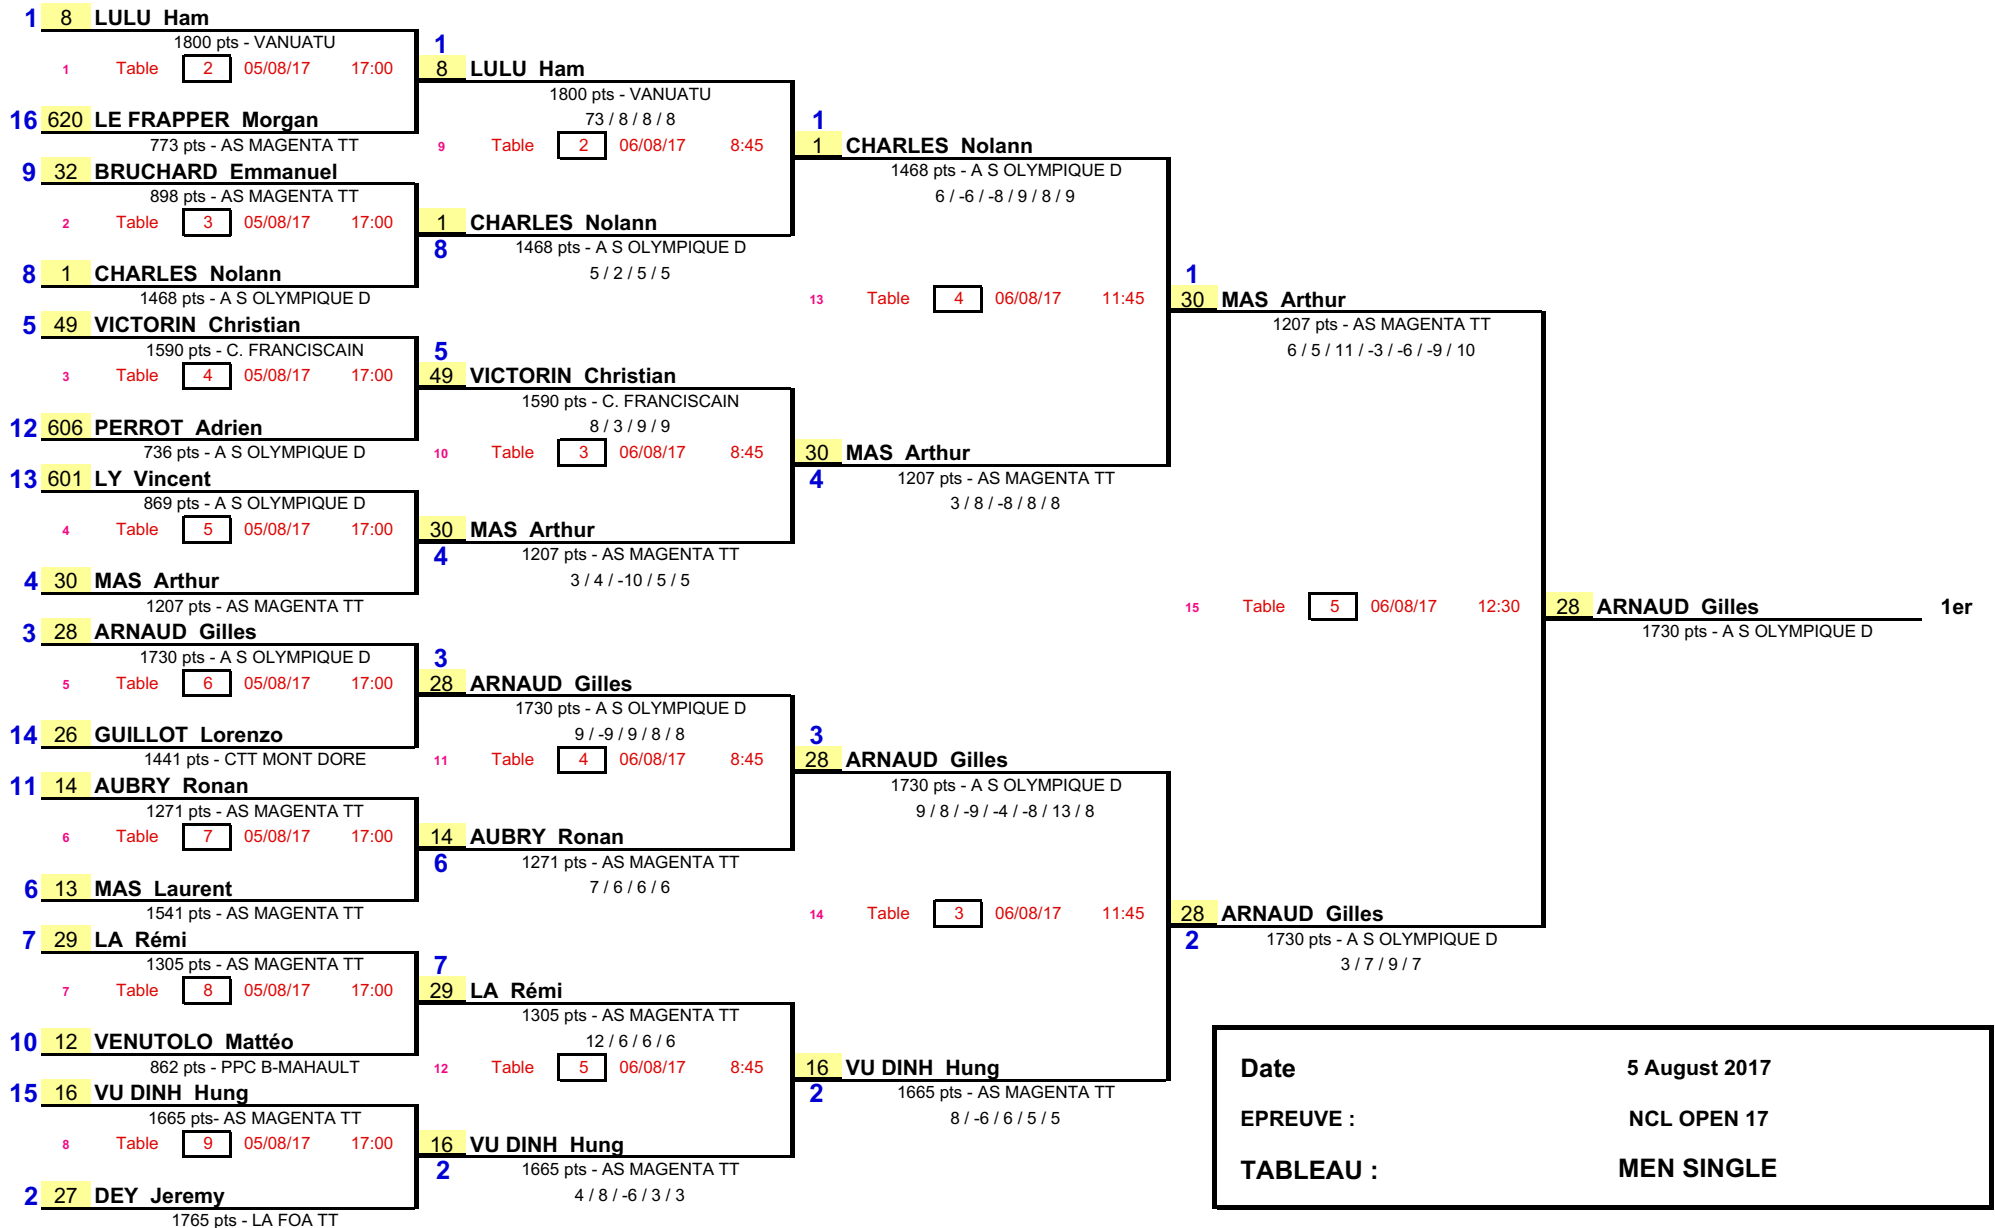 1 8 LULU Ham
1800 pts - VANUATU
1 Table 2 05/08/17 17:00
16 620 LE FRAPPER Morgan
773 pts - AS MAGENTA TT
9 32 BRUCHARD Emmanuel
898 pts - AS MAGENTA TT
2 Table 3 05/08/17 17:00
8 1 CHARLES Nolann
1468 pts - A S OLYMPIQUE D
5 49 VICTORIN Christian
1590 pts - C. FRANCISCAIN
3 Table 4 05/08/17 17:00
12 606 PERROT Adrien
736 pts - A S OLYMPIQUE D
13 601 LY Vincent
869 pts - A S OLYMPIQUE D
4 Table 5 05/08/17 17:00
4 30 MAS Arthur
1207 pts - AS MAGENTA TT
3 28 ARNAUD Gilles
1730 pts - A S OLYMPIQUE D
5 Table 6 05/08/17 17:00
14 26 GUILLOT Lorenzo
1441 pts - CTT MONT DORE
11 14 AUBRY Ronan
1271 pts - AS MAGENTA TT
6 Table 7 05/08/17 17:00
6 13 MAS Laurent
1541 pts - AS MAGENTA TT
7 29 LA Rémi
1305 pts - AS MAGENTA TT
7 Table 8 05/08/17 17:00
10 12 VENUTOLO Mattéo
862 pts - PPC B-MAHAULT
15 16 VU DINH Hung
1665 pts- AS MAGENTA TT
8 Table 9 05/08/17 17:00
2 27 DEY Jeremy
1765 pts - LA FOA TT
1
8 LULU Ham
1800 pts - VANUATU
73 / 8 / 8 / 8
9 Table 2 06/08/17 8:45
1 CHARLES Nolann
8
1468 pts - A S OLYMPIQUE D
5 / 2 / 5 / 5
5
49 VICTORIN Christian
1590 pts - C. FRANCISCAIN
8 / 3 / 9 / 9
10 Table 3 06/08/17 8:45
30 MAS Arthur
4
1207 pts - AS MAGENTA TT
3 / 4 / -10 / 5 / 5
3
28 ARNAUD Gilles
1730 pts - A S OLYMPIQUE D
9 / -9 / 9 / 8 / 8
11 Table 4 06/08/17 8:45
14 AUBRY Ronan
6
1271 pts - AS MAGENTA TT
7 / 6 / 6 / 6
7
29 LA Rémi
1305 pts - AS MAGENTA TT
12 / 6 / 6 / 6
12 Table 5 06/08/17 8:45
16 VU DINH Hung
2
1665 pts - AS MAGENTA TT
4 / 8 / -6 / 3 / 3
1
1 CHARLES Nolann
1468 pts - A S OLYMPIQUE D
6 / -6 / -8 / 9 / 8 / 9
13 Table 4 06/08/17 11:45
30 MAS Arthur
4
1207 pts - AS MAGENTA TT
3 / 8 / -8 / 8 / 8
3
28 ARNAUD Gilles
1730 pts - A S OLYMPIQUE D
9 / 8 / -9 / -4 / -8 / 13 / 8
14 Table 3 06/08/17 11:45
16 VU DINH Hung
2
1665 pts - AS MAGENTA TT
8 / -6 / 6 / 5 / 5
1
30 MAS Arthur
1207 pts - AS MAGENTA TT
6 / 5 / 11 / -3 / -6 / -9 / 10
15 Table 5 06/08/17 12:30
28 ARNAUD Gilles
2
1730 pts - A S OLYMPIQUE D
3 / 7 / 9 / 7
28 ARNAUD Gilles 1er
1730 pts - A S OLYMPIQUE D
Date 5 August 2017
EPREUVE : NCL OPEN 17
TABLEAU : MEN SINGLE